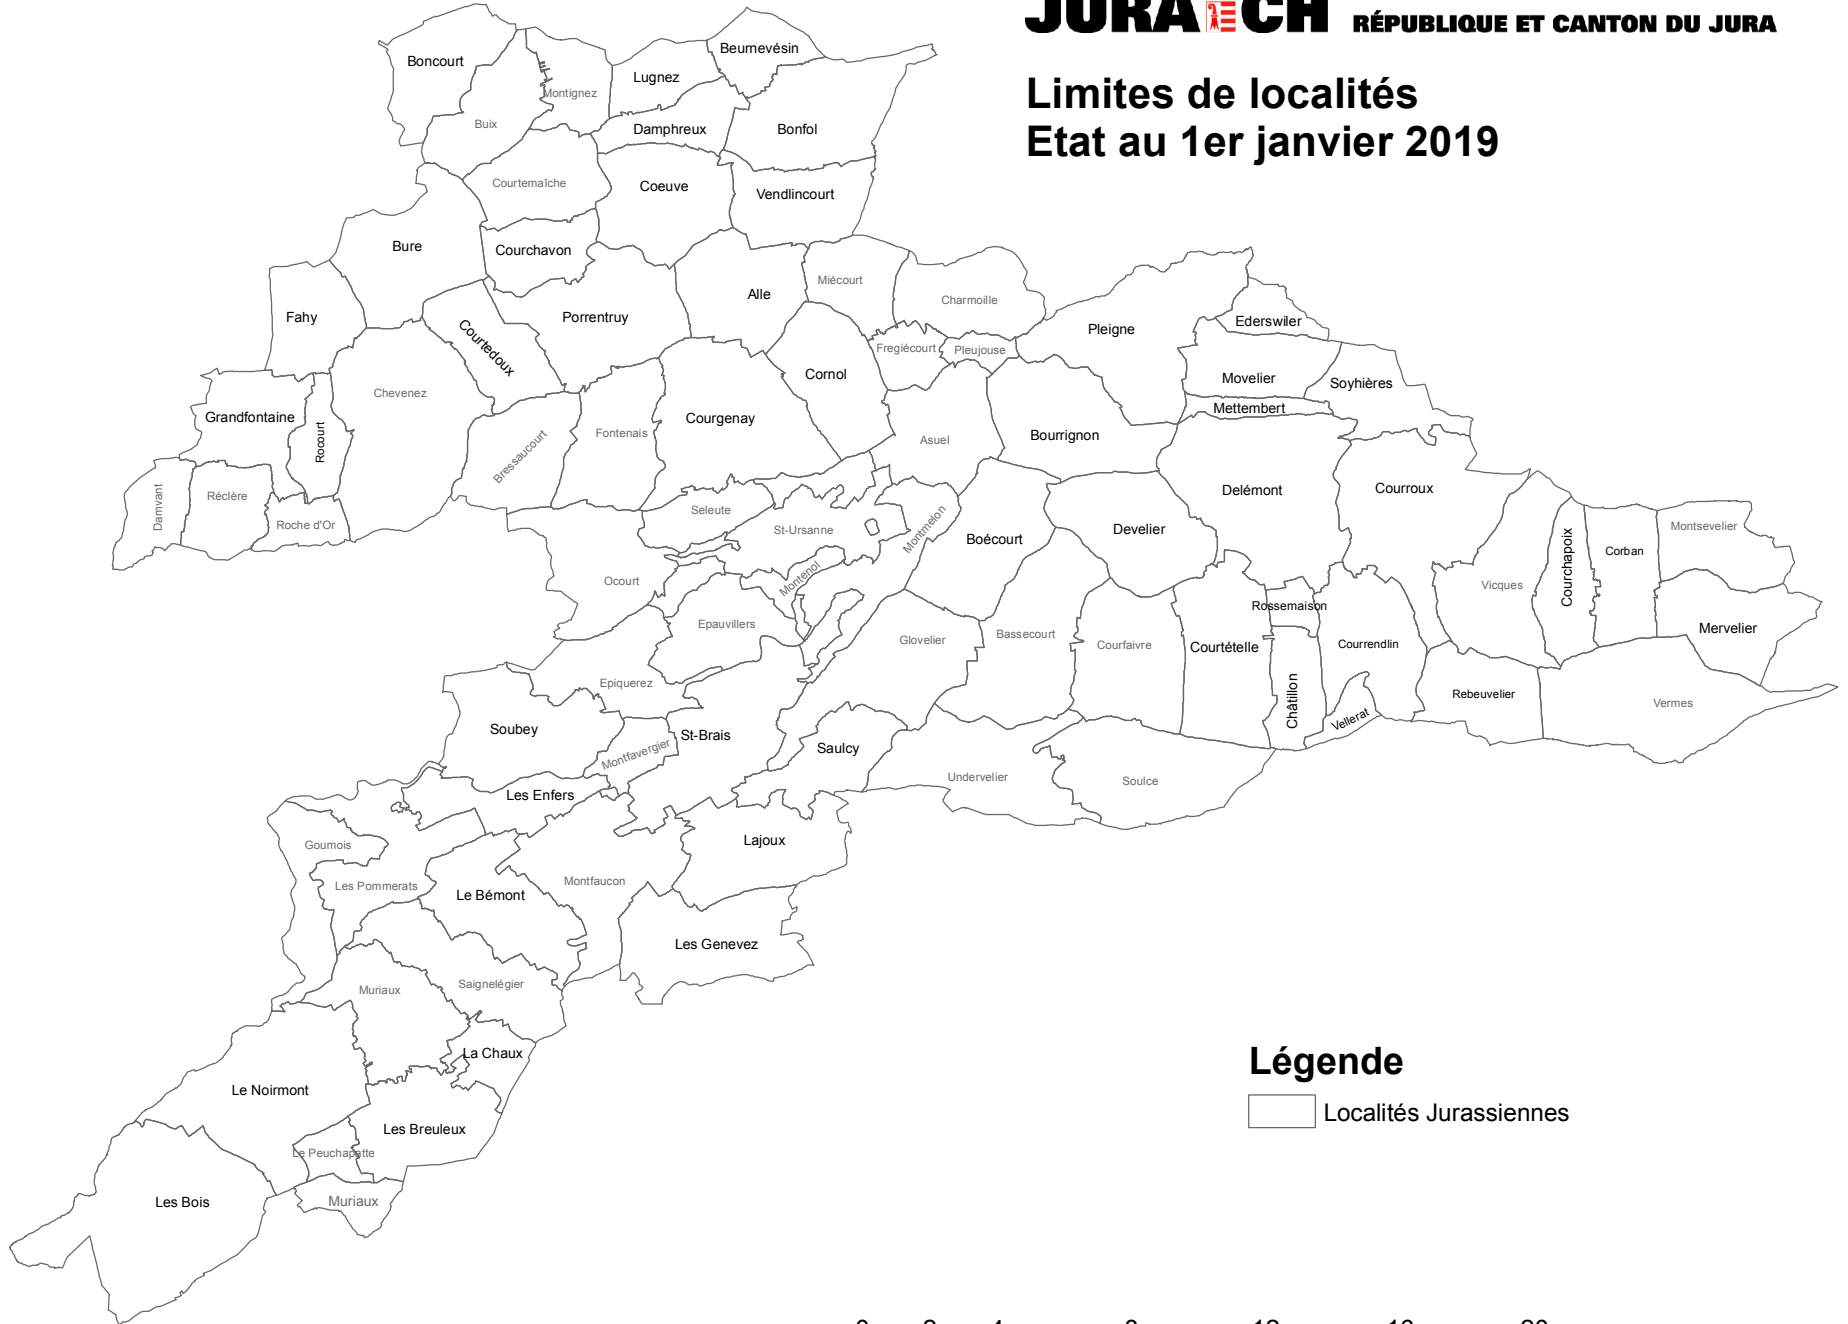 JURA CH RÉPUBLIQUE ET CANTON DU JURA
Limites de localités
Etat au 1er janvier 2019
Boncourt
Beurnevésin
Lugnez
Montignez
Buix
Damphreux
Bonfol
Courtemaîche
Coeuve
Vendlincourt
Bure
Courchavon
Miécourt
Alle
Charmoille
Fahy
Porrentruy
Courtedoux
Pleigne
Ederswiler
Fregiécourt
Pleujouse
Cornol
Movelier
Soyhières
Chevenez
Mettembert
Grandfontaine
Rocourt
Courgenay
Fontenais
Bressaucourt
Asuel
Bourrignon
Damvant
Réclère
Roche d'Or
Delémont
Courroux
Seleute
St-Ursanne
Montmelon
Boécourt
Develier
Montsevelier
Corban
Courchapoix
Ocourt
Montenol
Vicques
Rossemaison
Epauvillers
Glovelier
Bassecourt
Courfaivre
Courtételle
Courrendlin
Mervelier
Epiquerez
Châtillon
Rebeuvelier
Vermes
Vellerat
Soubey
Montfavergier
St-Brais
Saulcy
Undervelier
Soulce
Les Enfers
Goumois
Lajoux
Les Pommerats
Le Bémont
Montfaucon
Les Genevez
Muriaux
Saignelégier
La Chaux
Le Noirmont
Les Breuleux
Le Peuchapatte
Les Bois
Muriaux
Légende
Localités Jurassiennes